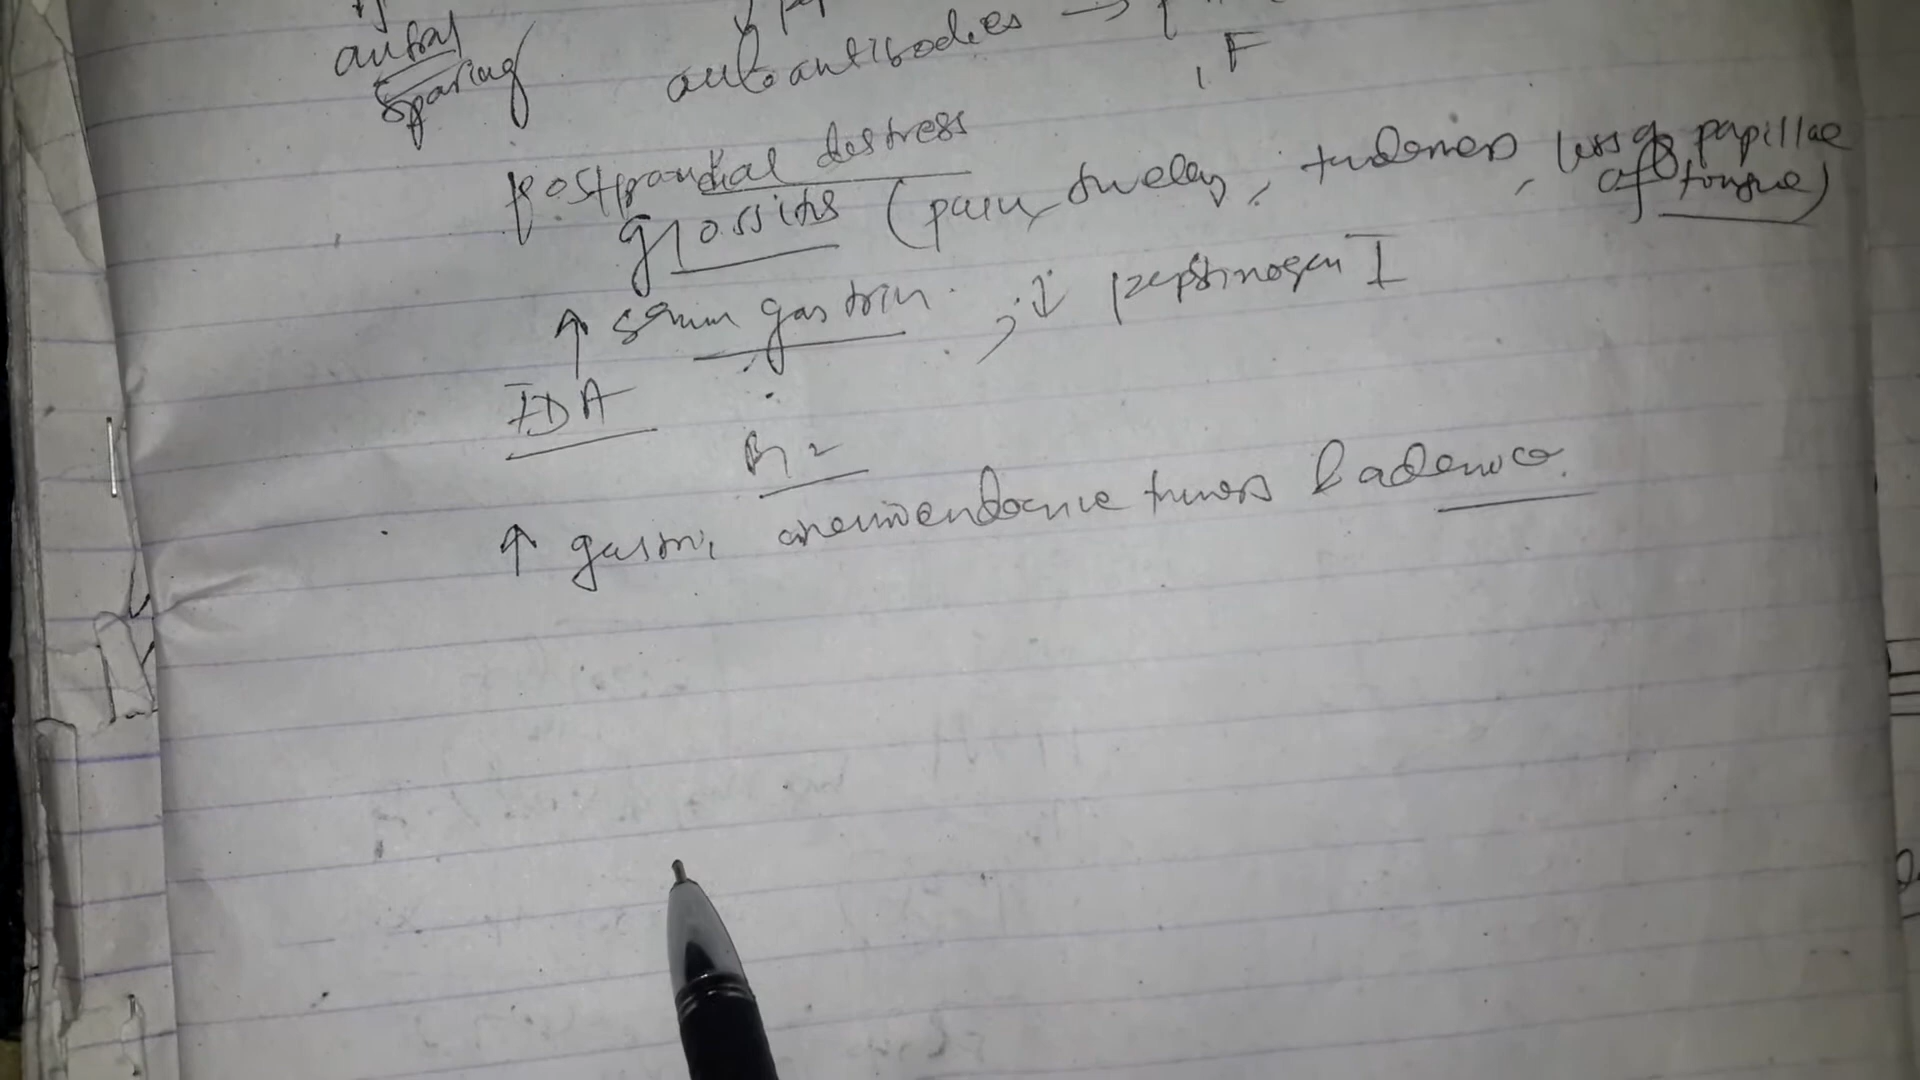 antral
sparing
autoantibodies →
, F
postprandial distress
glossitis (pain, swelling, tenderness, loss of papillae
of tongue)
↑ serum gastrin ; ↓ pepsinogen I
IDA
B12
↑ gastric neuroendocrine tumors & adenoca.